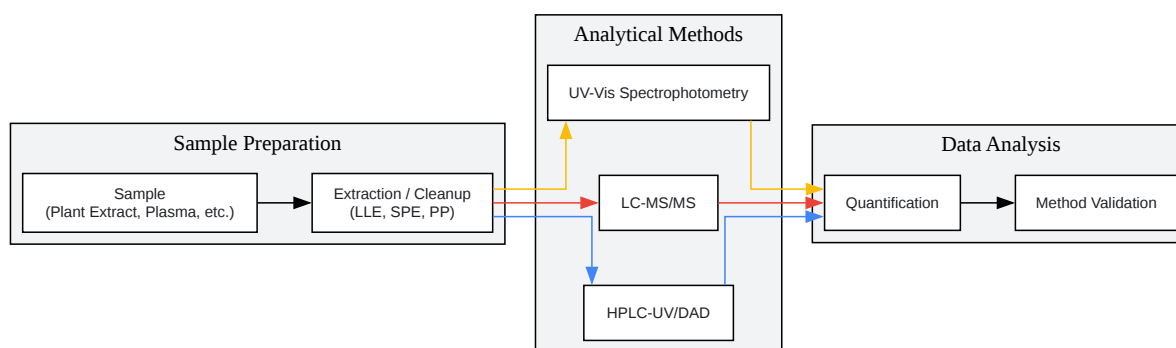 Sample Preparation
Sample
(Plant Extract, Plasma, etc.)
Extraction / Cleanup
(LLE, SPE, PP)
Analytical Methods
UV-Vis Spectrophotometry
LC-MS/MS
HPLC-UV/DAD
Data Analysis
Quantification
Method Validation